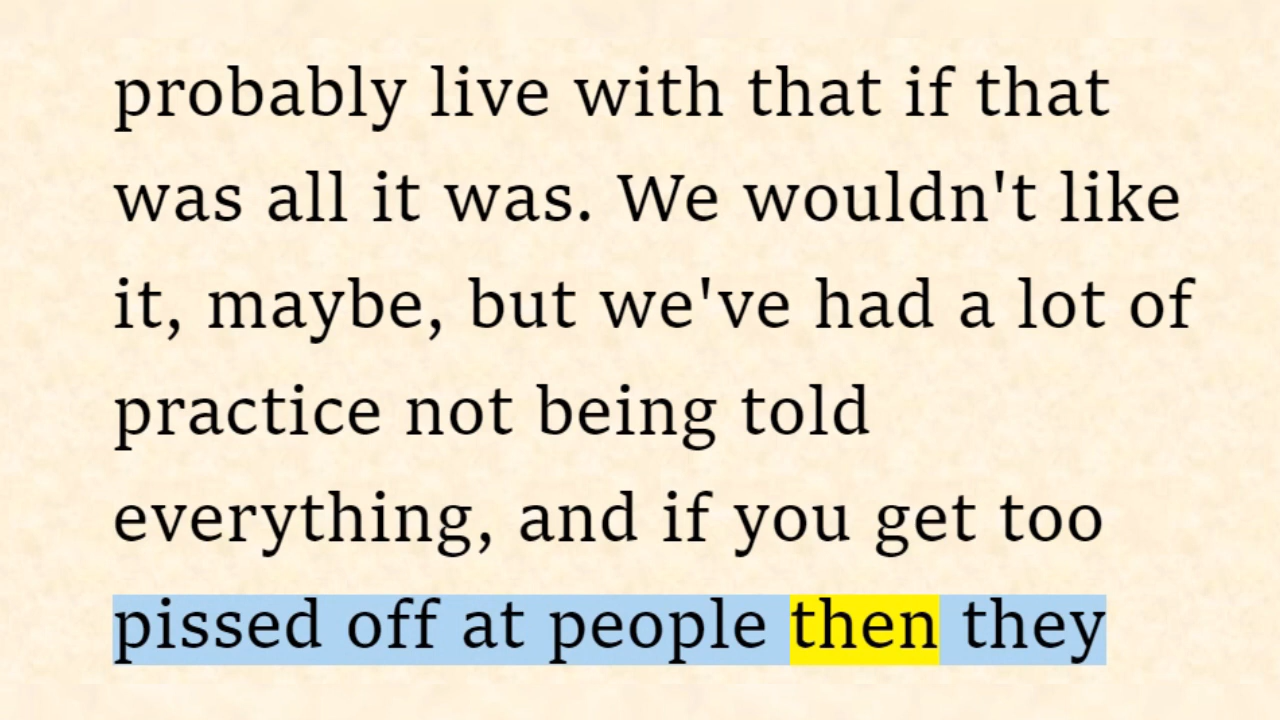 probably live with that if that
was all it was. We wouldn't like
it, maybe, but we've had a lot of
practice not being told
everything, and if you get too
pissed off at people then they